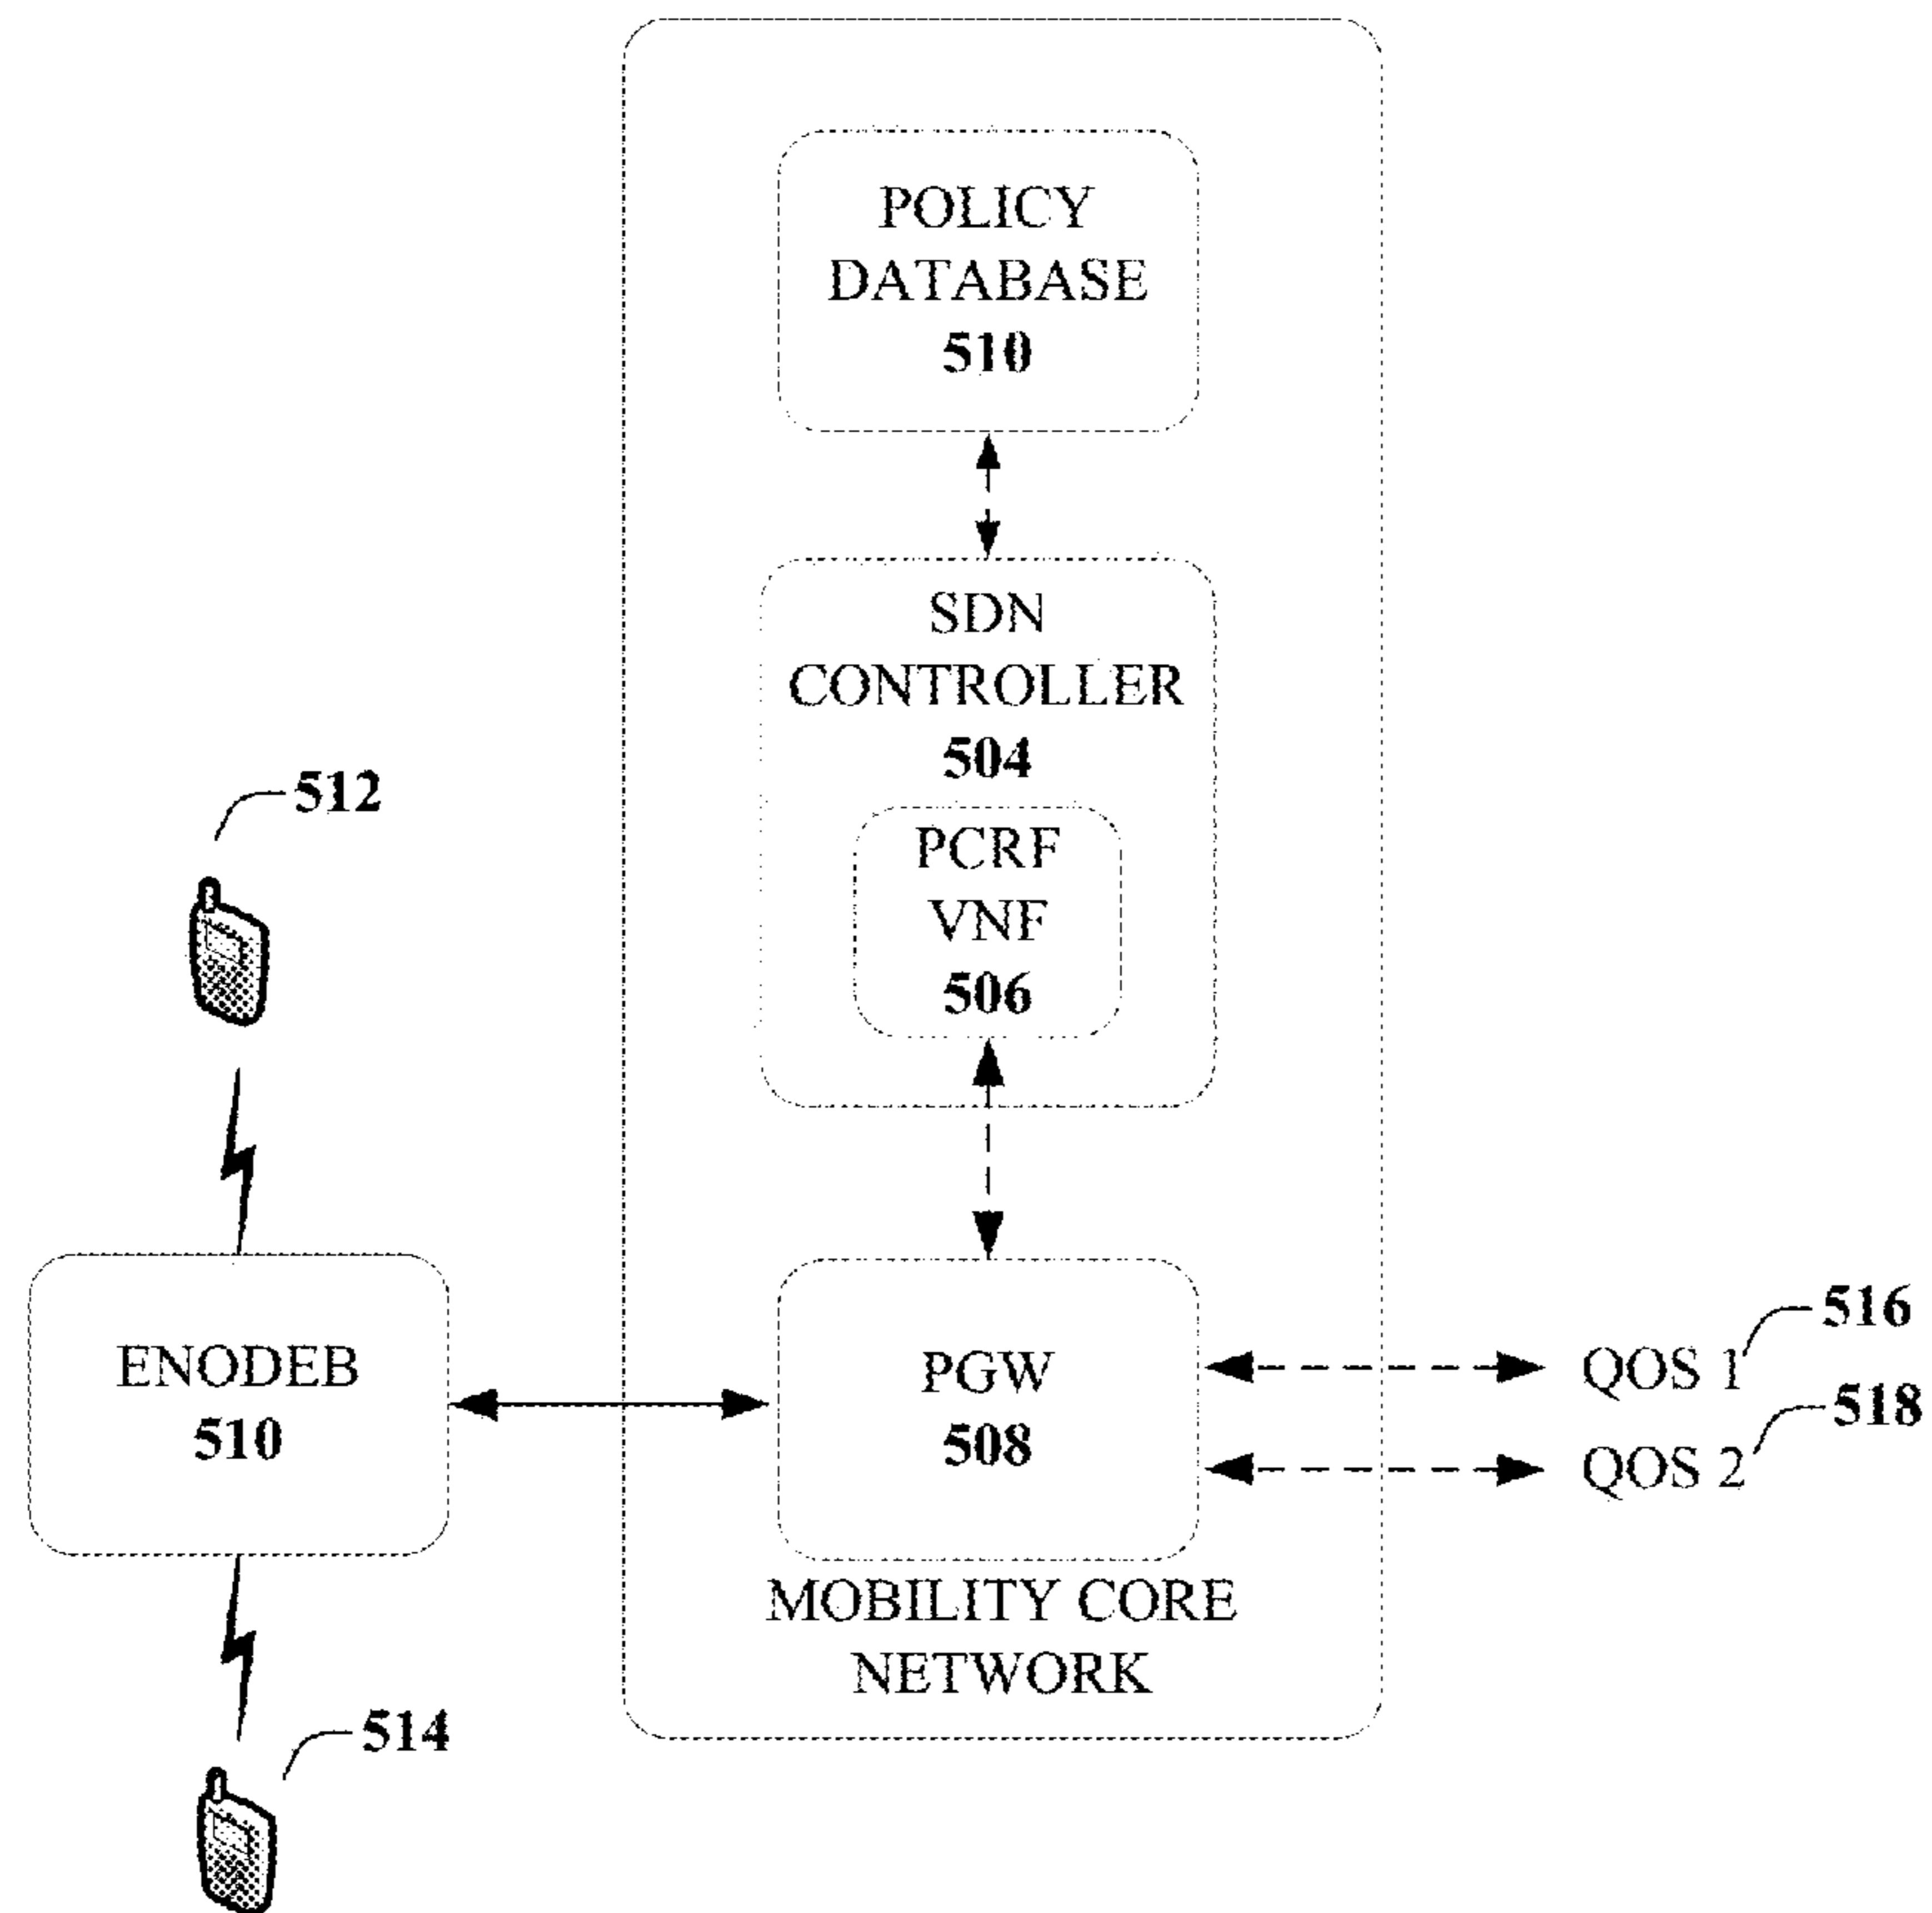 POLICY
DATABASE
510
SDN
CONTROLLER
504
PCRF
VNF
506
512
ENODEB
510
PGW
508
QOS 1
516
QOS 2
518
MOBILITY CORE
NETWORK
514